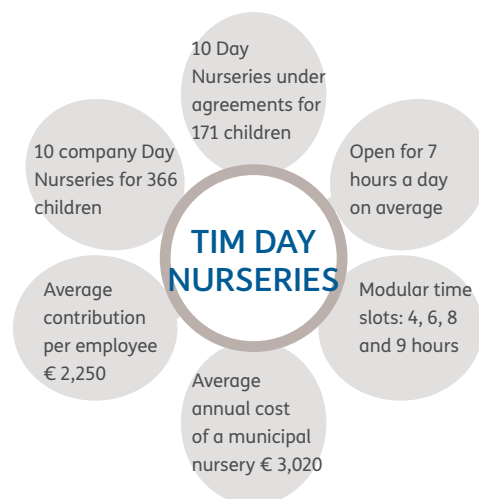 10 Day
Nurseries under
agreements for
171 children
10 company Day
Nurseries for 366
children
Open for 7
hours a day
on average
TIM DAY
NURSERIES
Average
contribution
per employee
€ 2,250
Modular time
slots: 4, 6, 8
and 9 hours
Average
annual cost
of a municipal
nursery € 3,020